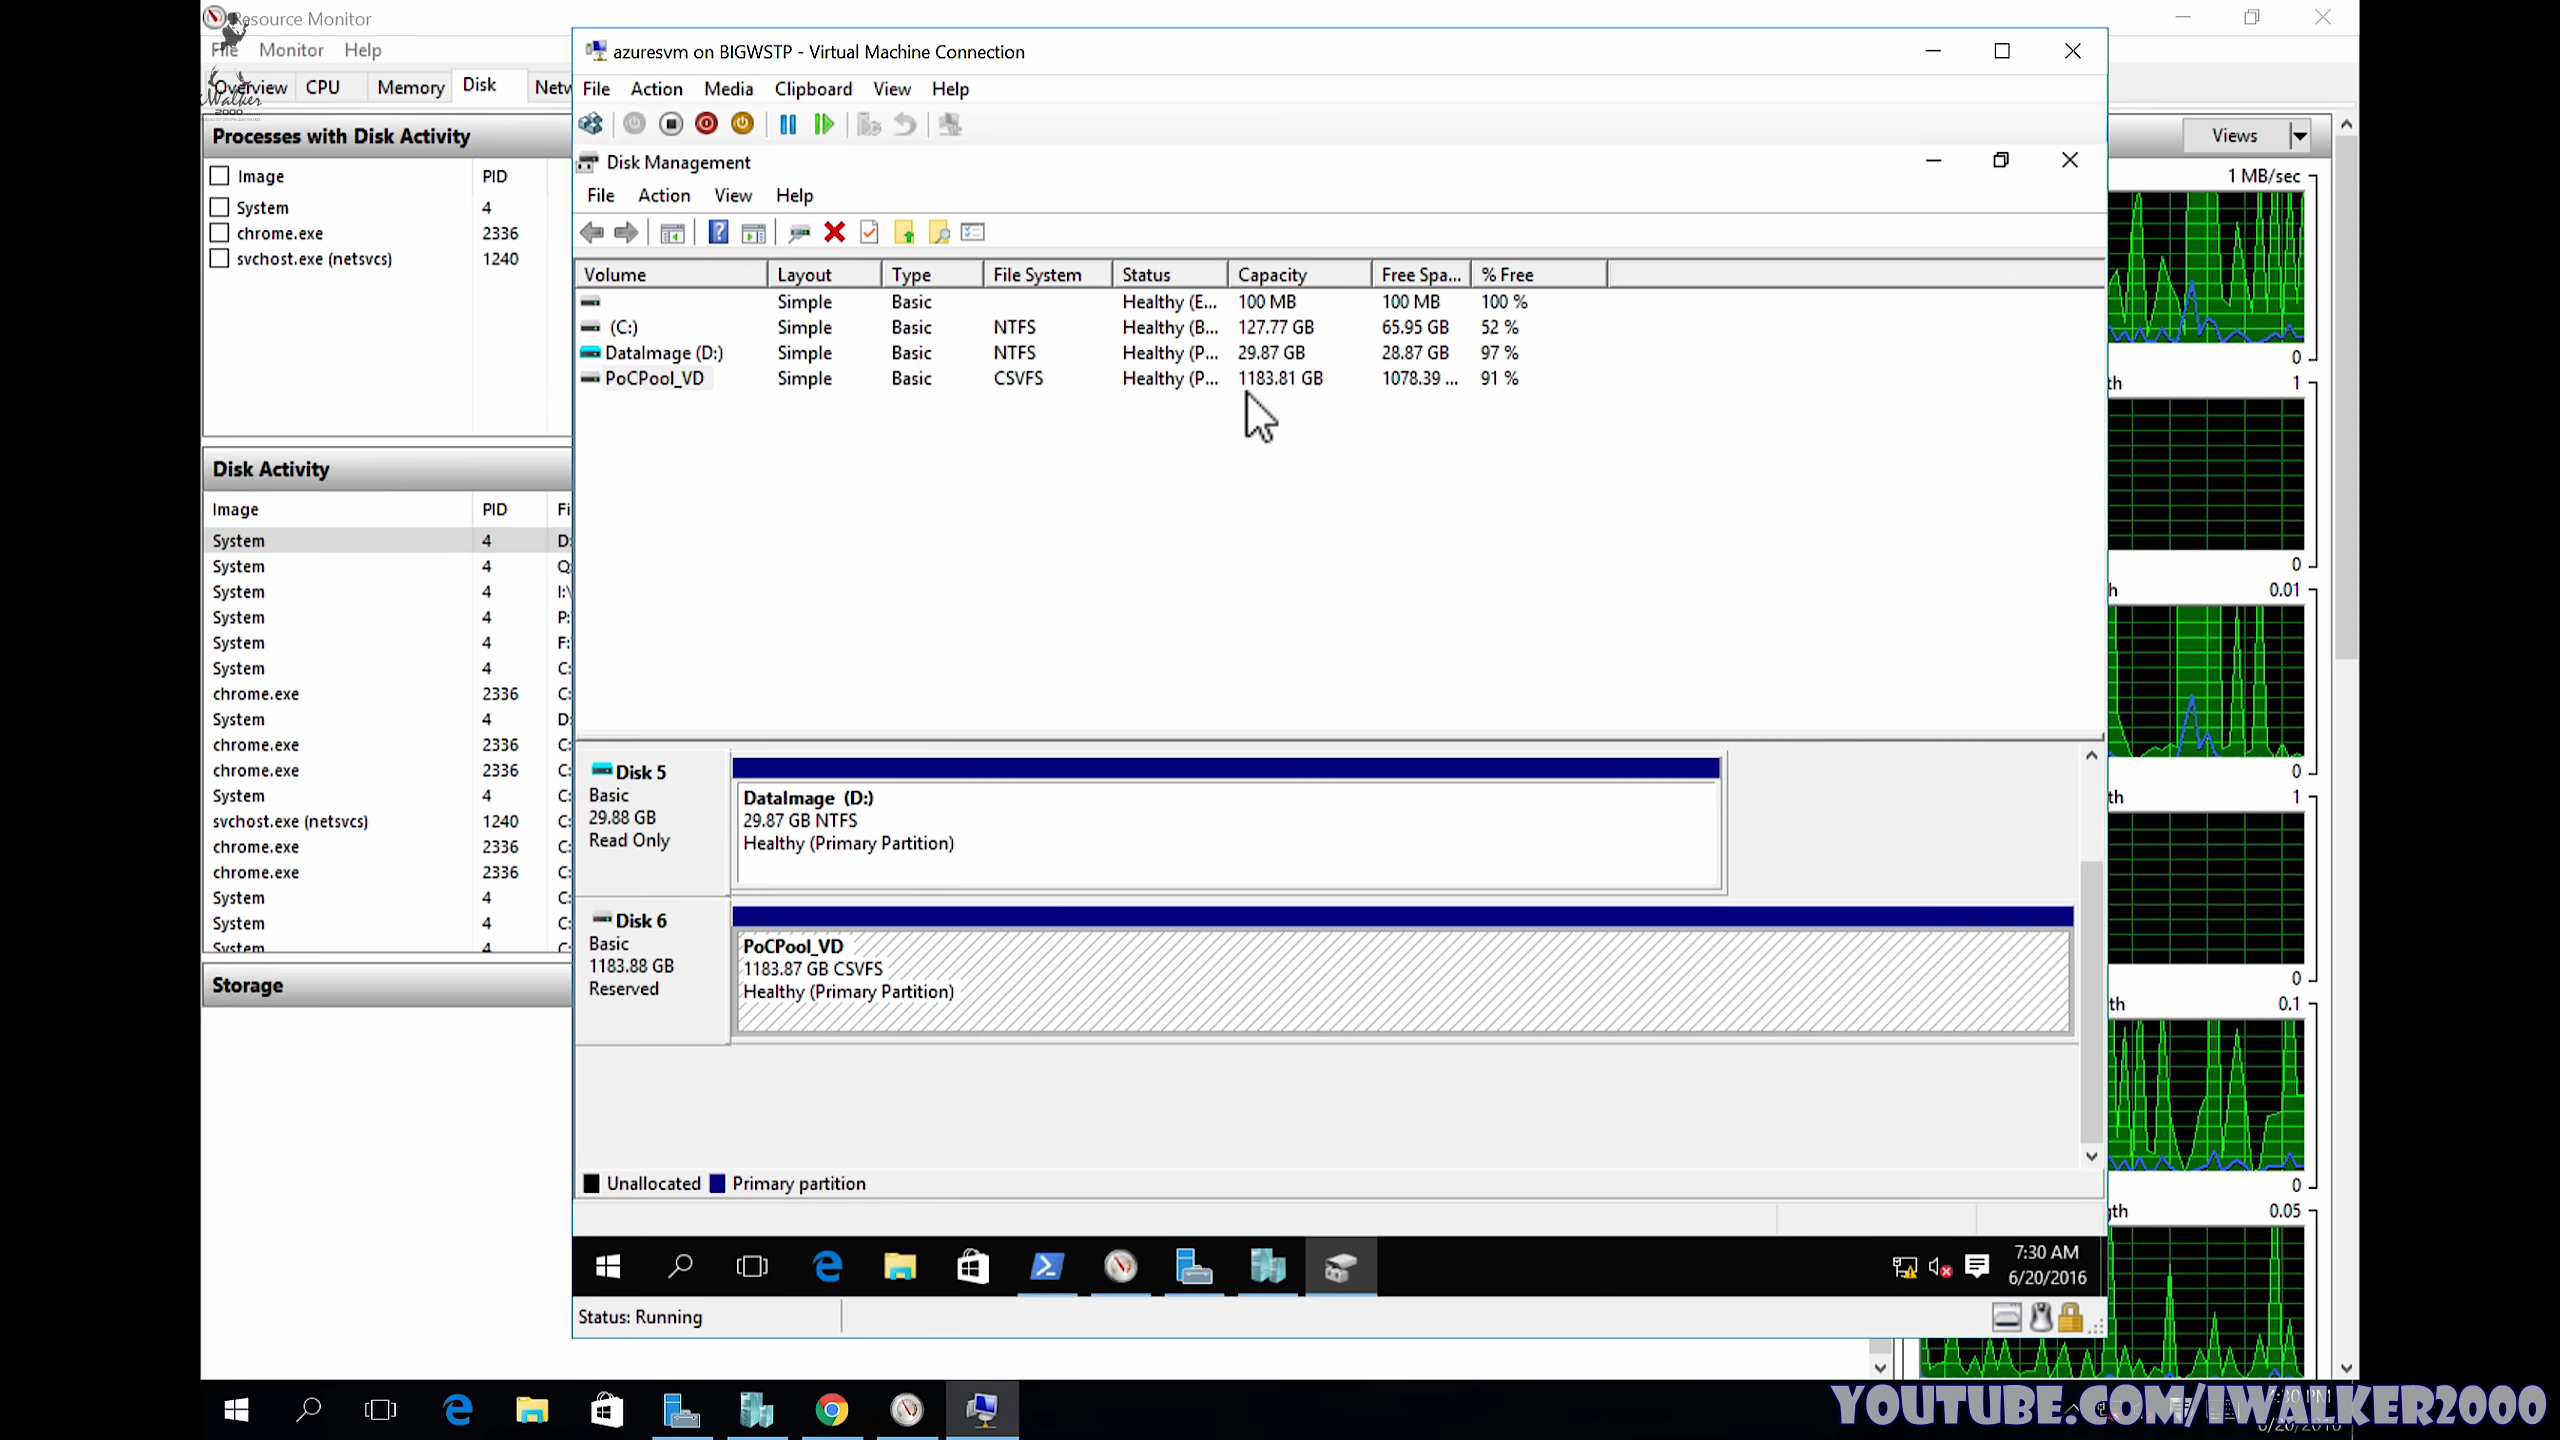 Resource Monitor
File Monitor Help
Overview CPU Memory Disk Netw
Walker
2000
Processes with Disk Activity
Image PID
System 4
chrome.exe 2336
svchost.exe (netsvcs) 1240
Disk Activity
Image PID Fi
System 4 D:
System 4 Q:
System 4 I:\
System 4 P:
System 4 F:
System 4 C:
chrome.exe 2336 C:
System 4 D:
chrome.exe 2336 C:
chrome.exe 2336 C:
System 4 C:
svchost.exe (netsvcs) 1240 C:
chrome.exe 2336 C:
chrome.exe 2336 C:
System 4 C:
System 4 C:
System 4
Storage
azuresvm on BIGWSTP - Virtual Machine Connection
File Action Media Clipboard View Help
Disk Management
File Action View Help
Volume Layout Type File System Status Capacity Free Spa... % Free
Simple Basic Healthy (E... 100 MB 100 MB 100 %
(C:) Simple Basic NTFS Healthy (B... 127.77 GB 65.95 GB 52 %
DataImage (D:) Simple Basic NTFS Healthy (P... 29.87 GB 28.87 GB 97 %
PoCPool_VD Simple Basic CSVFS Healthy (P... 1183.81 GB 1078.39 ... 91 %
Disk 5
Basic
29.88 GB
Read Only
DataImage (D:)
29.87 GB NTFS
Healthy (Primary Partition)
Disk 6
Basic
1183.88 GB
Reserved
PoCPool_VD
1183.87 GB CSVFS
Healthy (Primary Partition)
Unallocated Primary partition
7:30 AM
6/20/2016
Status: Running
Views
1 MB/sec
0
th 1
0
h 0.01
0
th 1
0
th 0.1
0
gth 0.05
YOUTUBE.COM/IWALKER2000